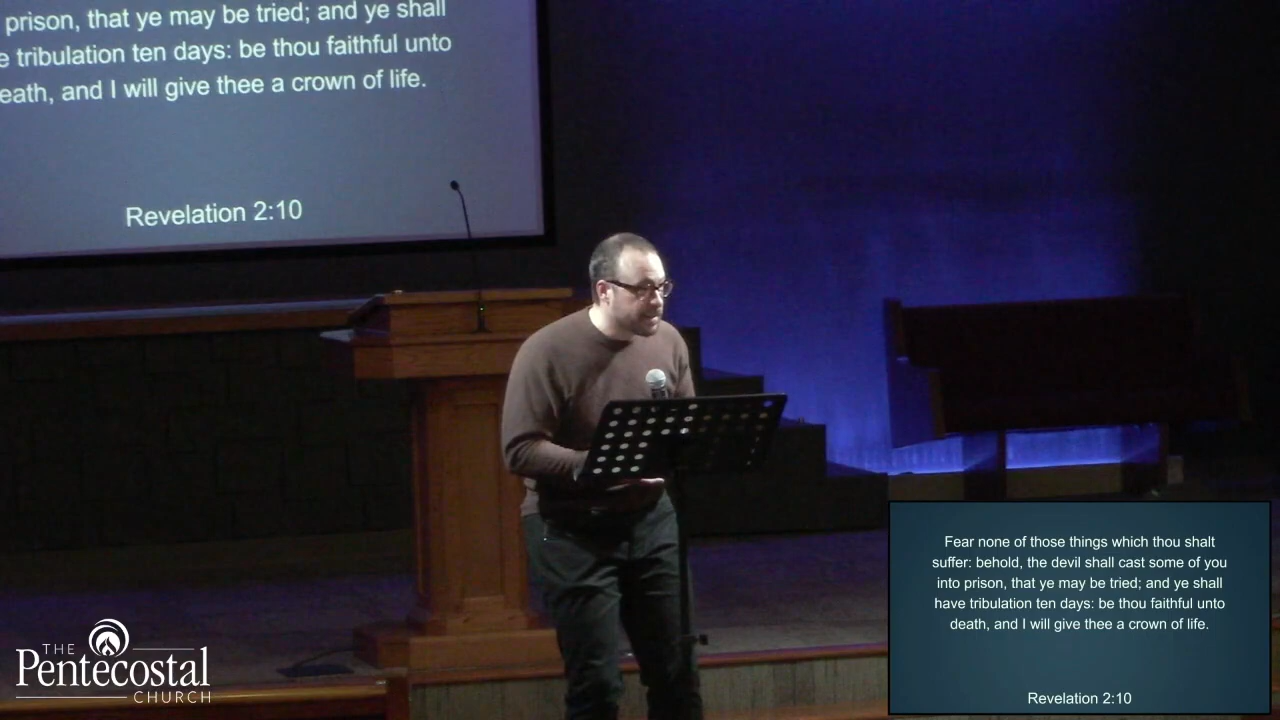 prison, that ye may be tried; and ye shall
tribulation ten days: be thou faithful unto
and I will give thee a crown of life.
Revelation 2:10
Fear none of those things which thou shalt
suffer: behold, the devil shall cast some of you
into prison, that ye may be tried; and ye shall
have tribulation ten days: be thou faithful unto
death, and I will give thee a crown of life.
Revelation 2:10
THE
Pentecostal
CHURCH